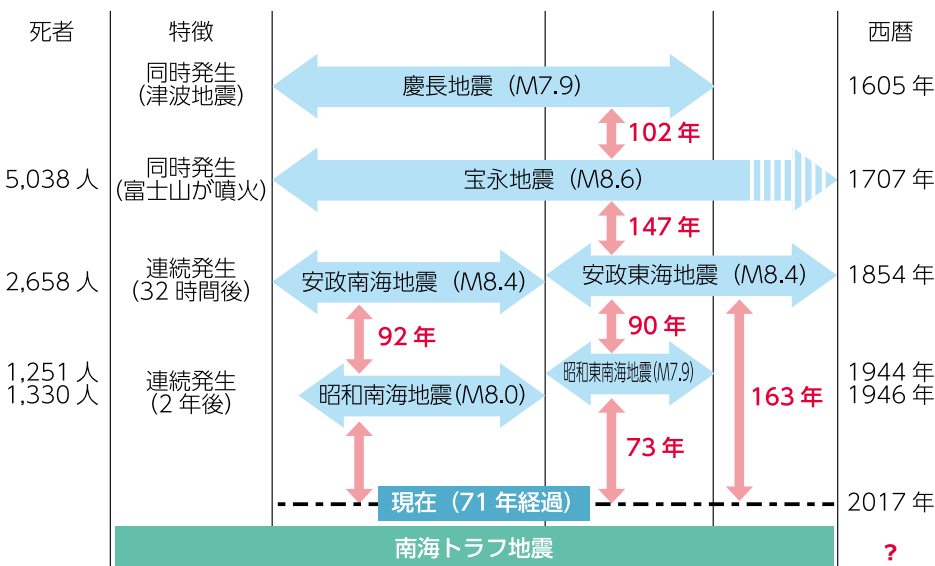 死者
特徴
西暦
同時発生
(津波地震)
慶長地震（M7.9）
1605 年
102 年
5,038 人
同時発生
(富士山が噴火)
宝永地震（M8.6）
1707 年
147 年
2,658 人
連続発生
(32 時間後)
安政南海地震（M8.4）
安政東海地震（M8.4）
1854 年
92 年
90 年
1,251 人
1,330 人
連続発生
(2 年後)
昭和南海地震(M8.0)
昭和東南海地震(M7.9)
163 年
1944 年
1946 年
73 年
現在（71 年経過）
2017 年
南海トラフ地震
?